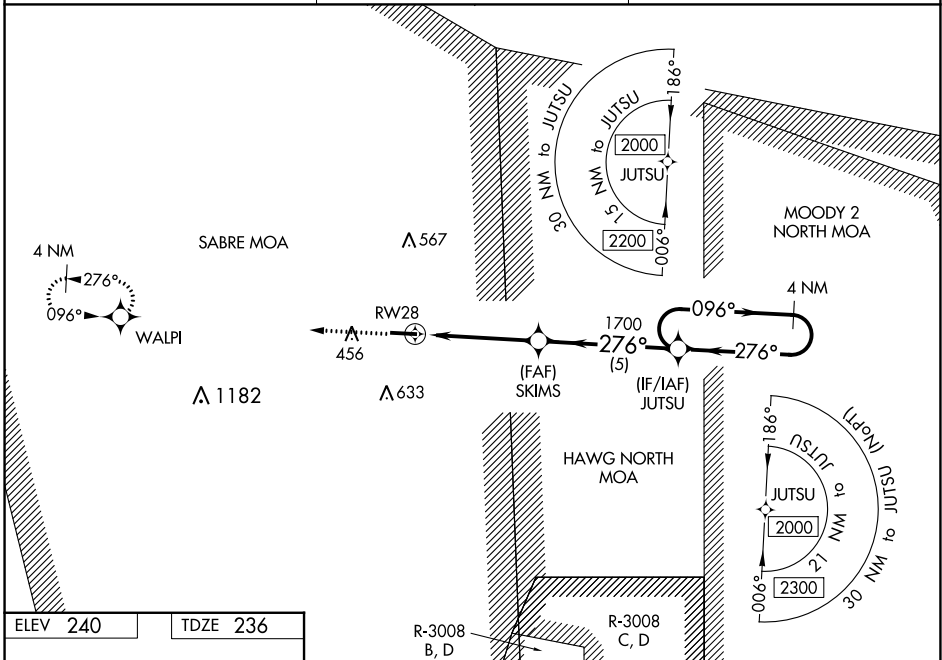 30 NM to JUTSU
15 NM to JUTSU
186°
2000
JUTSU
2200
006°
MOODY 2
NORTH MOA
SABRE MOA
567
4 NM
276°
096°
WALPI
RW28
456
1182
633
(FAF)
SKIMS
1700
276°
(5)
(IF/IAF)
JUTSU
096°
276°
4 NM
HAWG NORTH
MOA
186°
JUTSU
2000
2300
006°
21 NM to JUTSU
30 NM to JUTSU (NoPT)
ELEV 240
TDZE 236
R-3008
B, D
R-3008
C, D